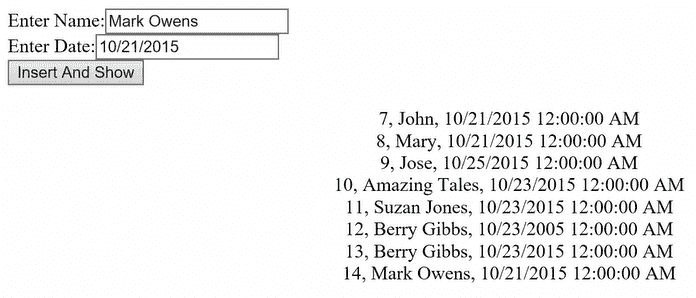 Enter Name: Mark Owens
Enter Date: 10/21/2015
Insert And Show
7, John, 10/21/2015 12:00:00 AM
8, Mary, 10/21/2015 12:00:00 AM
9, Jose, 10/25/2015 12:00:00 AM
10, Amazing Tales, 10/23/2015 12:00:00 AM
11, Suzan Jones, 10/23/2015 12:00:00 AM
12, Berry Gibbs, 10/23/2005 12:00:00 AM
13, Berry Gibbs, 10/23/2015 12:00:00 AM
14, Mark Owens, 10/21/2015 12:00:00 AM